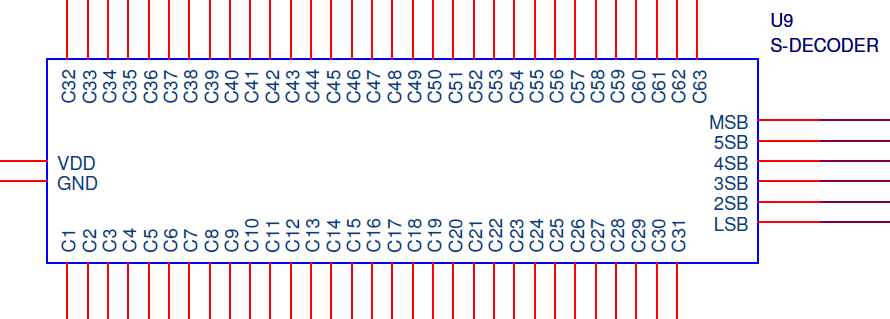 U9
S-DECODER
C32 C33 C34 C35 C36 C37 C38 C39 C40 C41 C42 C43 C44 C45 C46 C47 C48 C49 C50 C51 C52 C53 C54 C55 C56 C57 C58 C59 C60 C61 C62 C63
MSB
5SB
VDD 4SB
GND 3SB
2SB
LSB
C1 C2 C3 C4 C5 C6 C7 C8 C9 C10 C11 C12 C13 C14 C15 C16 C17 C18 C19 C20 C21 C22 C23 C24 C25 C26 C27 C28 C29 C30 C31